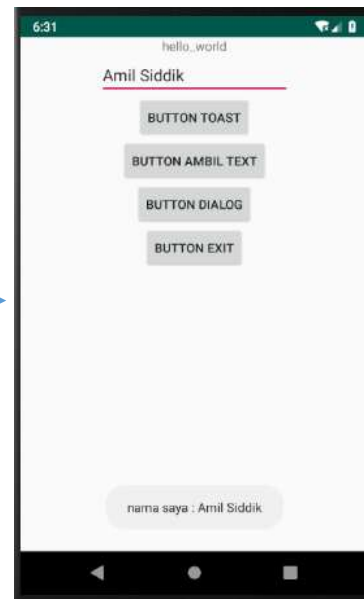 6:31
hello_world
Amil Siddik
BUTTON TOAST
BUTTON AMBIL TEXT
BUTTON DIALOG
BUTTON EXIT
nama saya : Amil Siddik